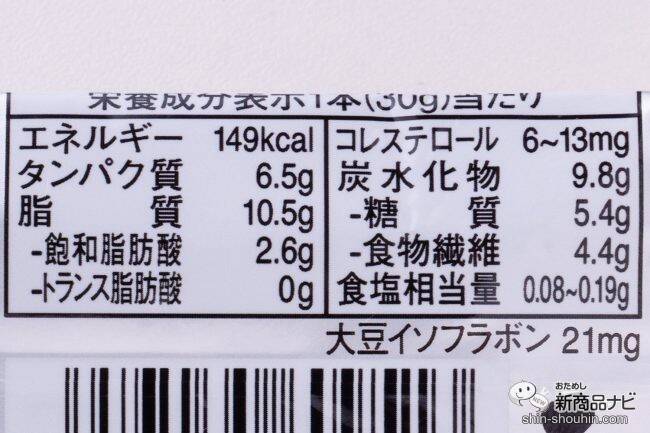 栄養成分表示1本(30g)当たり
エネルギー 149kcal
タンパク質 6.5g
脂質 10.5g
-飽和脂肪酸 2.6g
-トランス脂肪酸 0g
コレステロール 6~13mg
炭水化物 9.8g
-糖質 5.4g
-食物繊維 4.4g
食塩相当量 0.08~0.19g
大豆イソフラボン 21mg
NEW
おためし
新商品ナビ
shin-shouhin.com